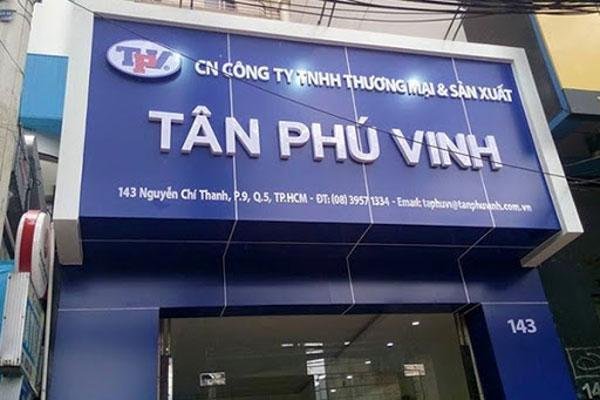 TPV
CN CÔNG TY TNHH THƯƠNG MẠI & SẢN XUẤT
TÂN PHÚ VINH
143 Nguyễn Chí Thanh, P.9, Q.5, TP.HCM - ĐT: (08) 3957 1334 - Email: taphuvi@tanphuvinh.com.vn
143